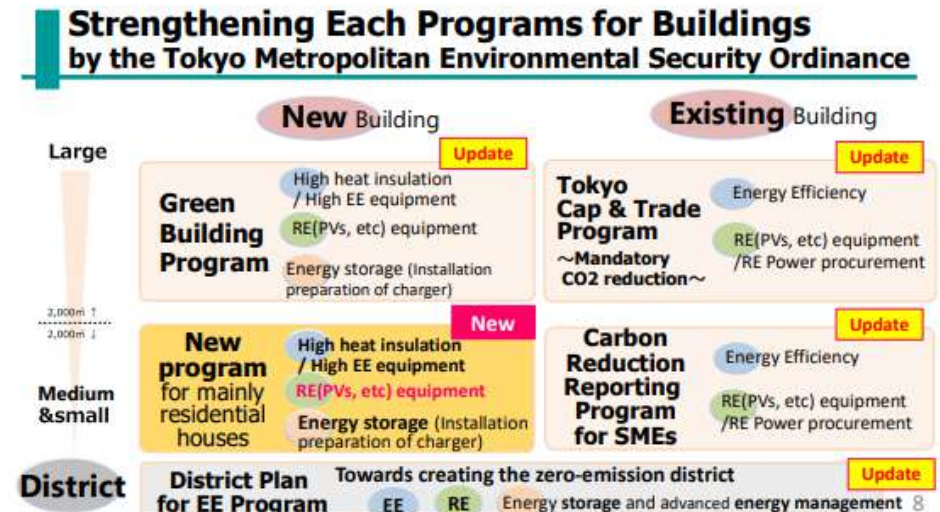 Strengthening Each Programs for Buildings
by the Tokyo Metropolitan Environmental Security Ordinance
New Building
Existing Building
Large
Update
Green
Building
Program
High heat insulation
/ High EE equipment
RE(PVs, etc) equipment
Energy storage (Installation
preparation of charger)
Update
Tokyo
Cap & Trade
Program
~Mandatory
CO2 reduction~
Energy Efficiency
RE(PVs, etc) equipment
/RE Power procurement
2,000㎡ ↑
2,000㎡ ↓
Medium
&small
New
New
program
for mainly
residential
houses
High heat insulation
/ High EE equipment
RE(PVs, etc) equipment
Energy storage (Installation
preparation of charger)
Update
Carbon
Reduction
Reporting
Program
for SMEs
Energy Efficiency
RE(PVs, etc) equipment
/RE Power procurement
District
District Plan
for EE Program
Towards creating the zero-emission district
Update
EE RE Energy storage and advanced energy management
8